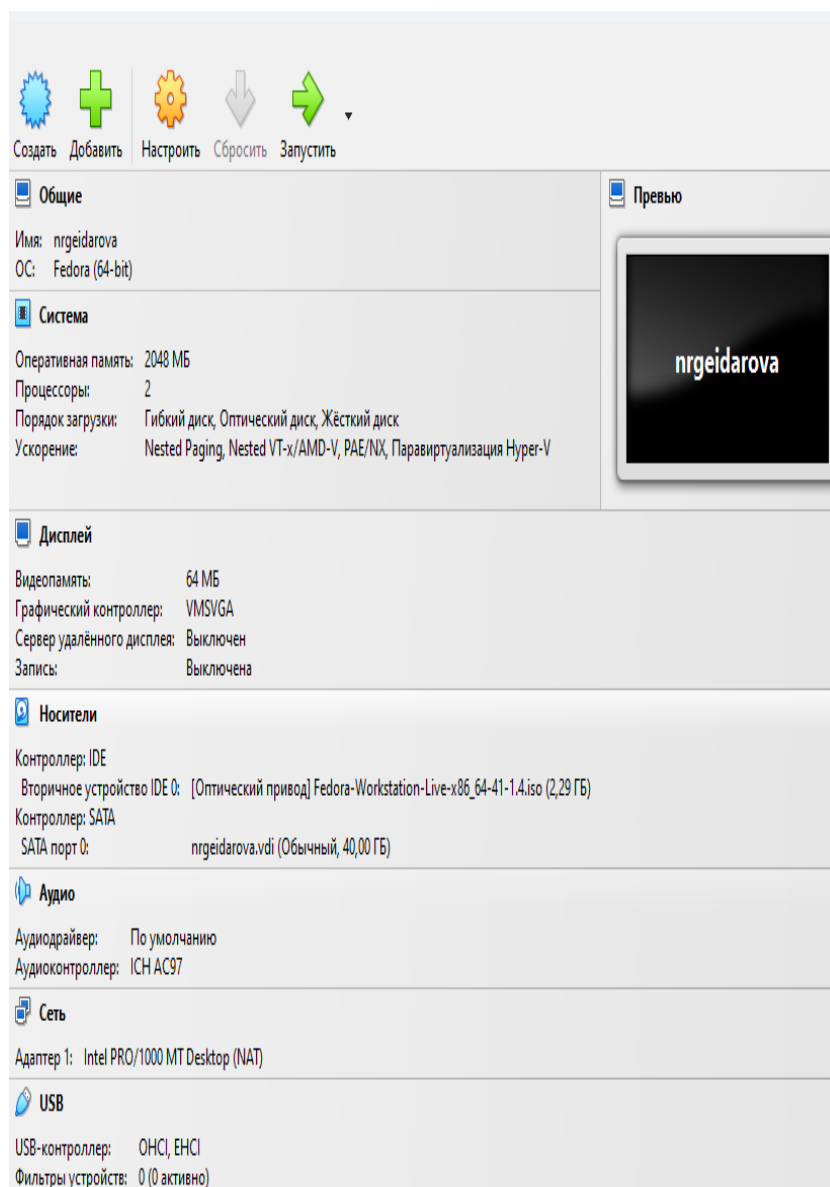 Создать Добавить Настроить Сбросить Запустить
Общие
Имя: nrgeidarova
ОС: Fedora (64-bit)
Превью
nrgeidarova
Система
Оперативная память: 2048 МБ
Процессоры: 2
Порядок загрузки: Гибкий диск, Оптический диск, Жёсткий диск
Ускорение: Nested Paging, Nested VT-x/AMD-V, PAE/NX, Паравиртуализация Hyper-V
Дисплей
Видеопамять: 64 МБ
Графический контроллер: VMSVGA
Сервер удалённого дисплея: Выключен
Запись: Выключена
Носители
Контроллер: IDE
Вторичное устройство IDE 0: [Оптический привод] Fedora-Workstation-Live-x86_64-41-1.4.iso (2,29 ГБ)
Контроллер: SATA
SATA порт 0: nrgeidarova.vdi (Обычный, 40,00 ГБ)
Аудио
Аудиодрайвер: По умолчанию
Аудиоконтроллер: ICH AC97
Сеть
Адаптер 1: Intel PRO/1000 MT Desktop (NAT)
USB
USB-контроллер: OHCI, EHCI
Фильтры устройств: 0 (0 активно)